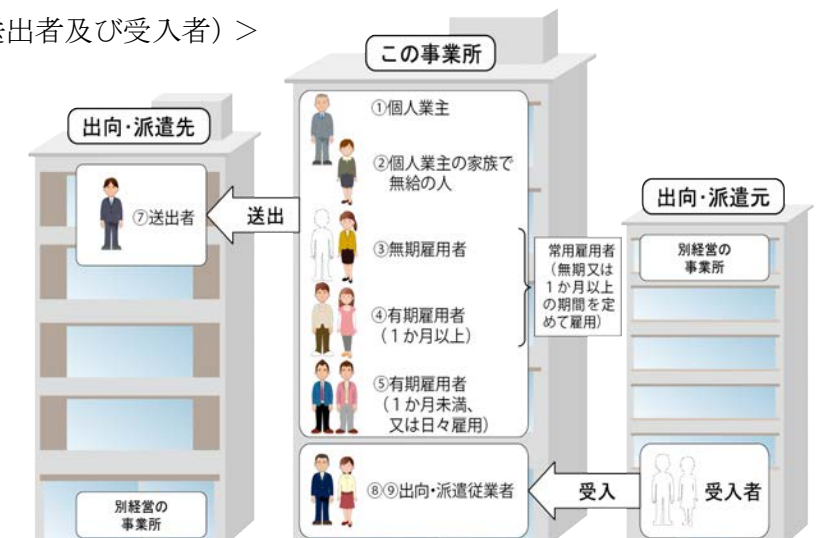 出者及び受入者）＞
この事業所
出向・派遣先
①個人業主
②個人業主の家族で
無給の人
出向・派遣元
⑦送出者
送出
③無期雇用者
常用雇用者
（無期又は
１か月以上
の期間を定
めて雇用）
別経営の
事業所
④有期雇用者
（１か月以上）
⑤有期雇用者
（１か月未満、
又は日々雇用）
⑧⑨出向・派遣従業者
受入
受入者
別経営の
事業所